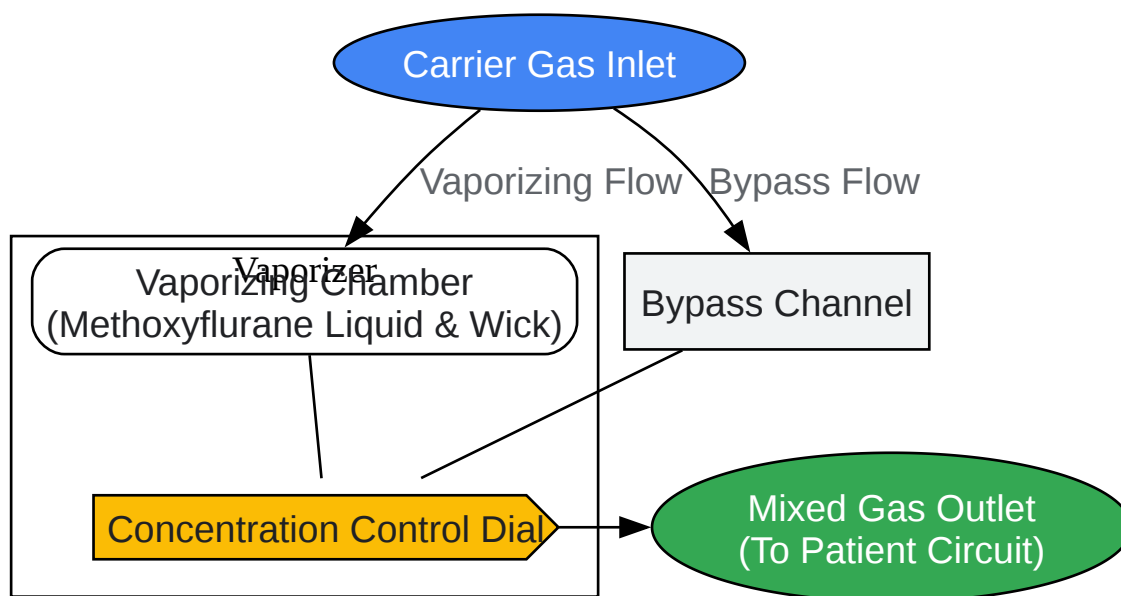 Carrier Gas Inlet
Vaporizing Flow
Bypass Flow
Vaporizer
Vaporizing Chamber
(Methoxyflurane Liquid & Wick)
Bypass Channel
Concentration Control Dial
Mixed Gas Outlet
(To Patient Circuit)